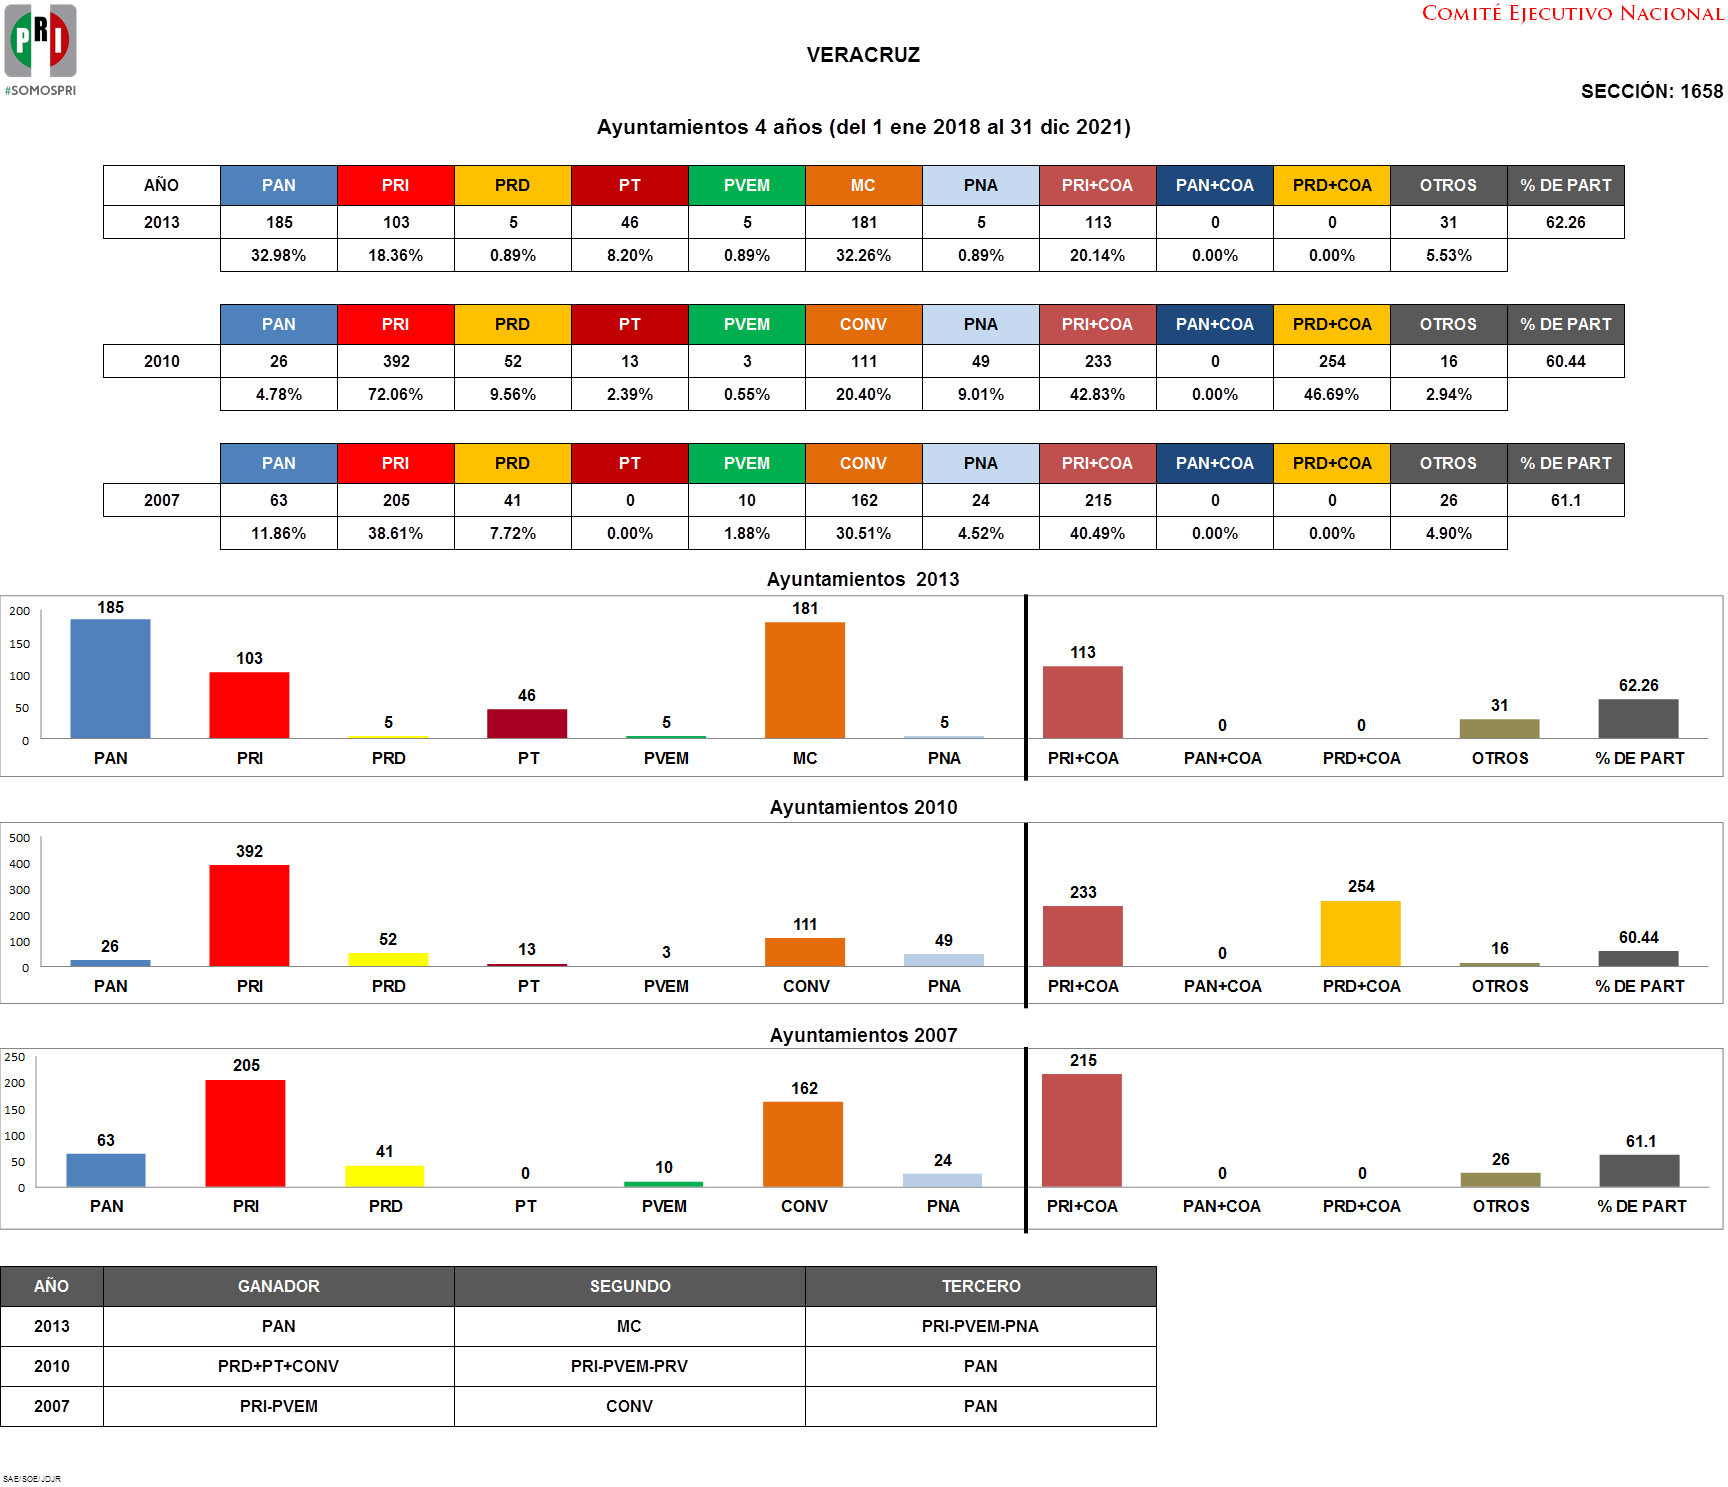 PRI
#SOMOSPRI
COMITÉ EJECUTIVO NACIONAL
VERACRUZ
SECCIÓN: 1658
Ayuntamientos 4 años (del 1 ene 2018 al 31 dic 2021)
AÑO PAN PRI PRD PT PVEM MC PNA PRI+COA PAN+COA PRD+COA OTROS % DE PART
2013 185 103 5 46 5 181 5 113 0 0 31 62.26
32.98% 18.36% 0.89% 8.20% 0.89% 32.26% 0.89% 20.14% 0.00% 0.00% 5.53%
PAN PRI PRD PT PVEM CONV PNA PRI+COA PAN+COA PRD+COA OTROS % DE PART
2010 26 392 52 13 3 111 49 233 0 254 16 60.44
4.78% 72.06% 9.56% 2.39% 0.55% 20.40% 9.01% 42.83% 0.00% 46.69% 2.94%
PAN PRI PRD PT PVEM CONV PNA PRI+COA PAN+COA PRD+COA OTROS % DE PART
2007 63 205 41 0 10 162 24 215 0 0 26 61.1
11.86% 38.61% 7.72% 0.00% 1.88% 30.51% 4.52% 40.49% 0.00% 0.00% 4.90%
Ayuntamientos 2013
200
150
100
50
0
185 103 5 46 5 181 5 113 0 0 31 62.26
PAN PRI PRD PT PVEM MC PNA PRI+COA PAN+COA PRD+COA OTROS % DE PART
Ayuntamientos 2010
500
400
300
200
100
0
26 392 52 13 3 111 49 233 0 254 16 60.44
PAN PRI PRD PT PVEM CONV PNA PRI+COA PAN+COA PRD+COA OTROS % DE PART
Ayuntamientos 2007
250
200
150
100
50
0
63 205 41 0 10 162 24 215 0 0 26 61.1
PAN PRI PRD PT PVEM CONV PNA PRI+COA PAN+COA PRD+COA OTROS % DE PART
AÑO GANADOR SEGUNDO TERCERO
2013 PAN MC PRI-PVEM-PNA
2010 PRD+PT+CONV PRI-PVEM-PRV PAN
2007 PRI-PVEM CONV PAN
SAE/SOE/JDJR